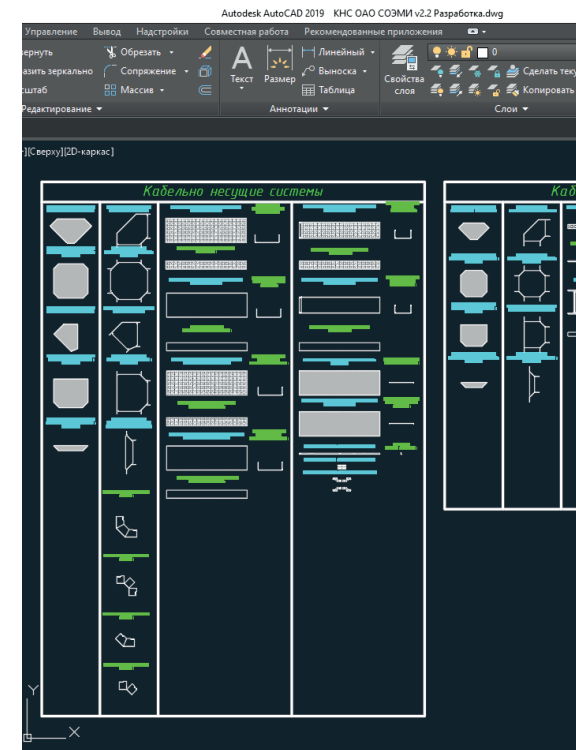 Autodesk AutoCAD 2019 КНС ОАО СОЭМИ v2.2 Разработка.dwg
Управление Вывод Надстройки Совместная работа Рекомендованные приложения
ернуть Обрезать Линейный 0
азить зеркально Сопряжение Текст Размер Выноска Свойства слоя Сделать теку
сштаб Массив Таблица Копировать
Редактирование Аннотации Слои
-][Сверху][2D-каркас]
Кабельно несущие системы Каб
Y
X